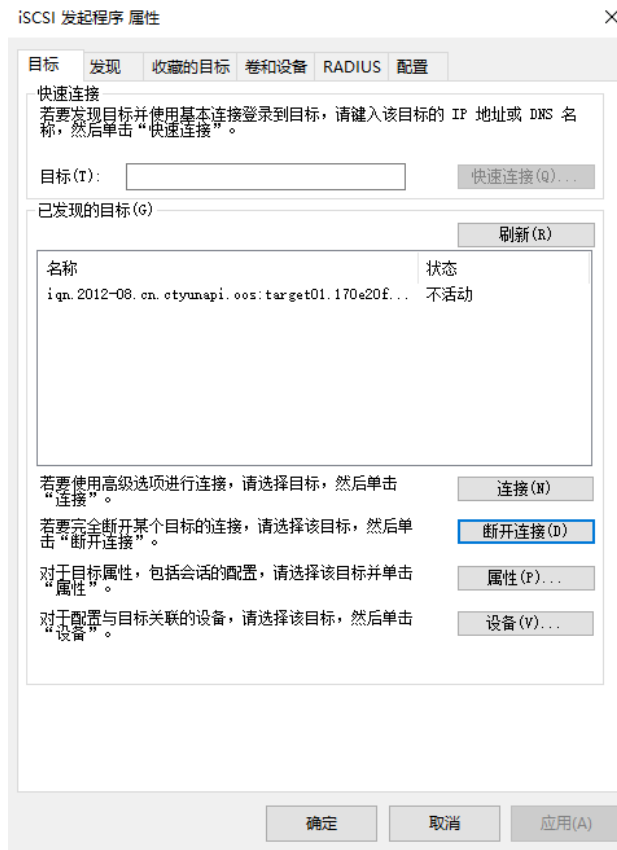 iSCSI 发起程序 属性
目标 发现 收藏的目标 卷和设备 RADIUS 配置
快速连接
若要发现目标并使用基本连接登录到目标，请键入该目标的 IP 地址或 DNS 名
称，然后单击“快速连接”。
目标(T): 快速连接(Q)...
已发现的目标(G)
刷新(R)
名称 状态
iqn.2012-08.cn.ctyunapi.oos:target01.170e20f... 不活动
若要使用高级选项进行连接，请选择目标，然后单击
“连接”。
连接(N)
若要完全断开某个目标的连接，请选择该目标，然后单
击“断开连接”。
断开连接(D)
对于目标属性，包括会话的配置，请选择该目标并单击
“属性”。
属性(P)...
对于配置与目标关联的设备，请选择该目标，然后单击
“设备”。
设备(V)...
确定 取消 应用(A)